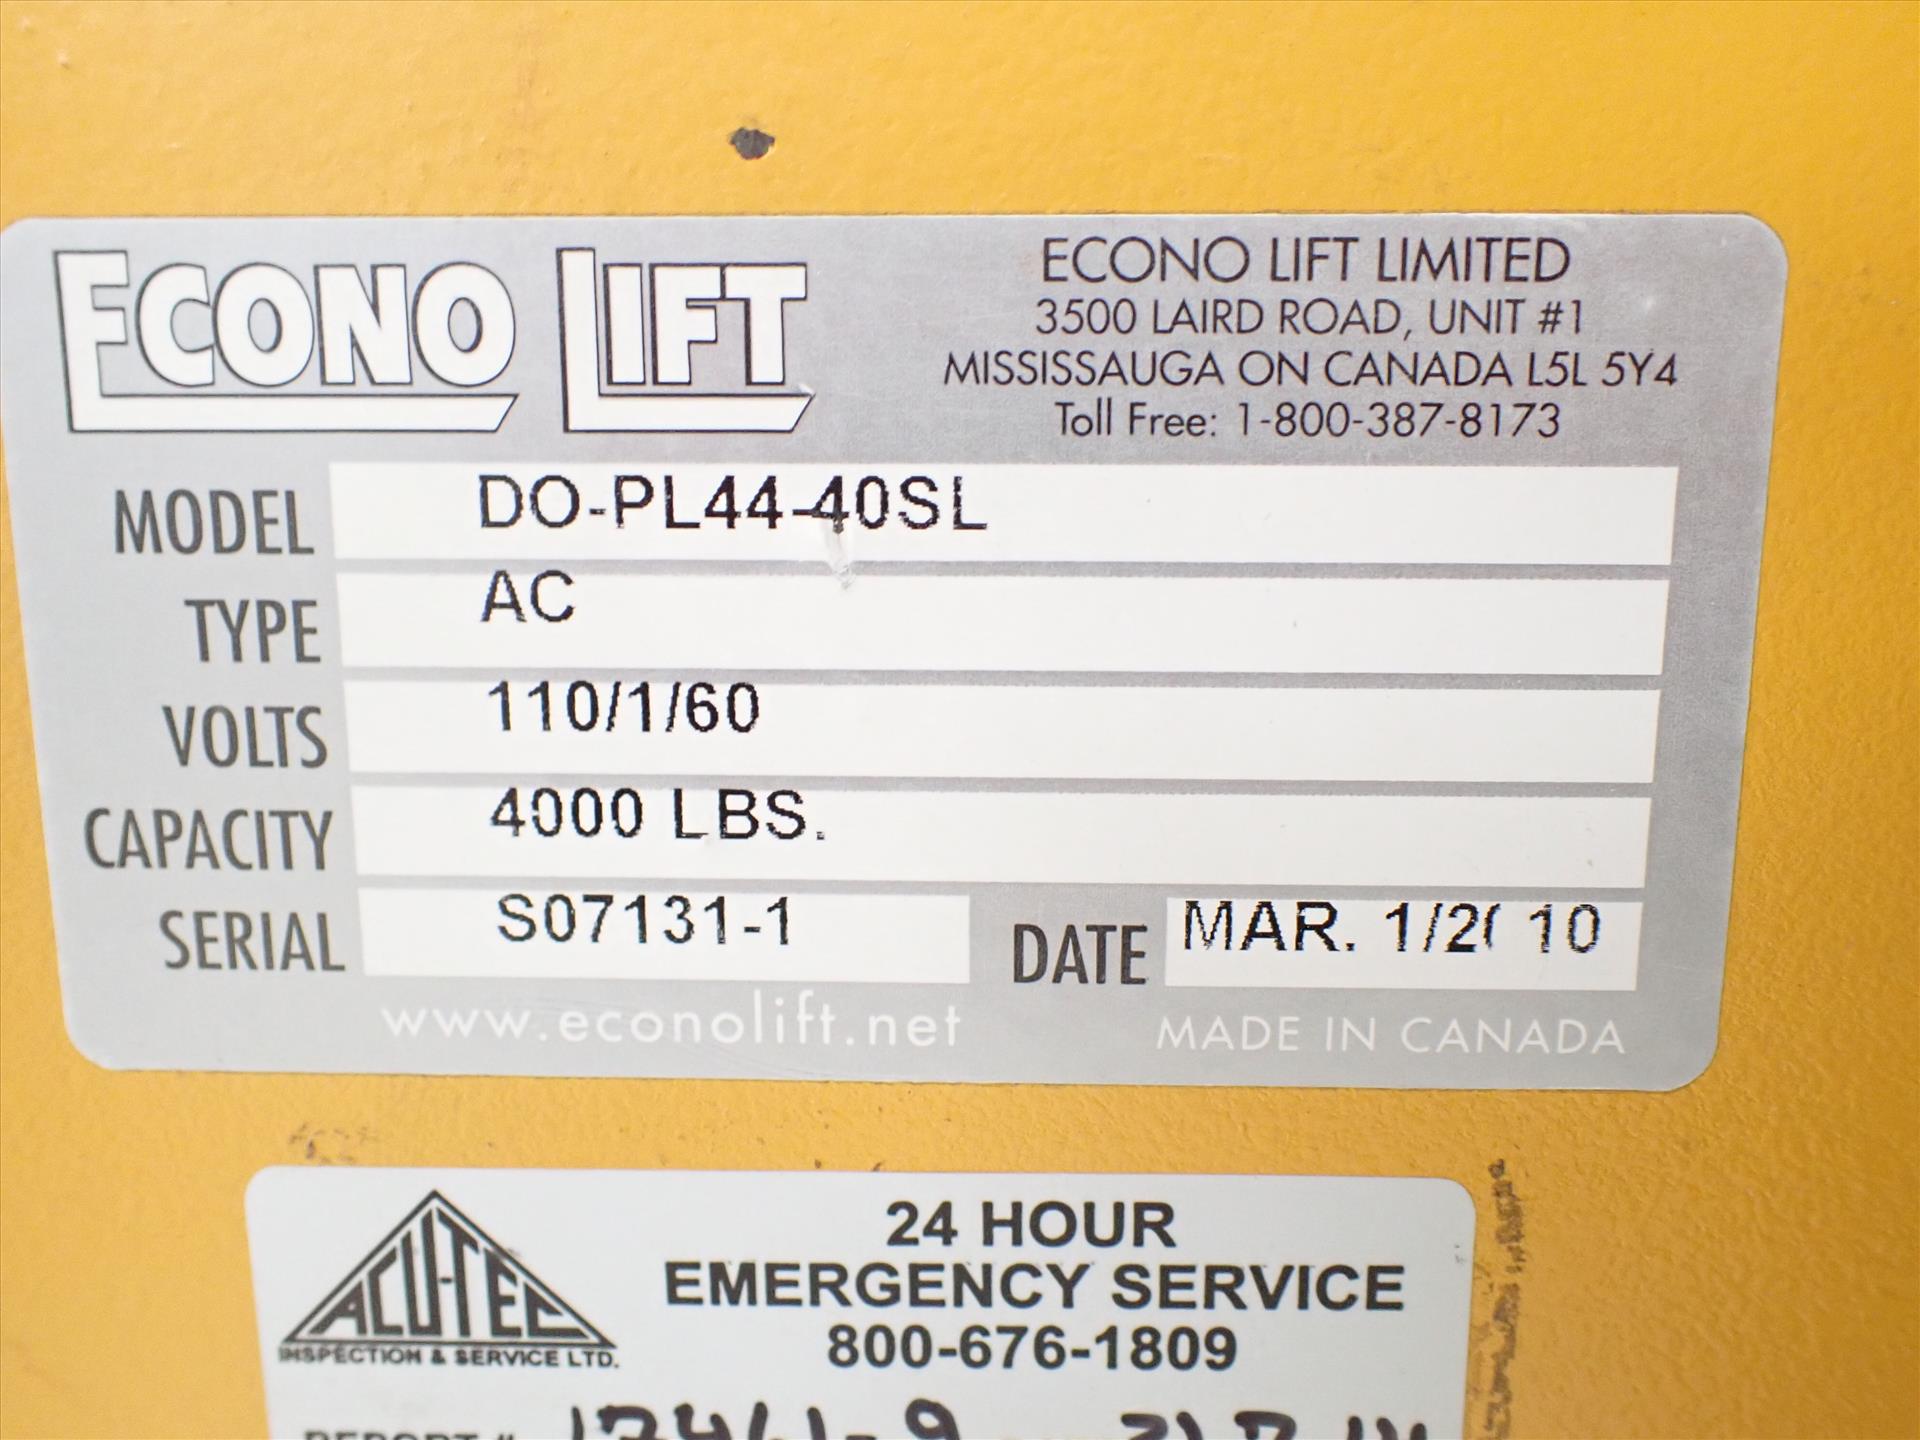 ECONO LIFT
ECONO LIFT LIMITED
3500 LAIRD ROAD, UNIT #1
MISSISSAUGA ON CANADA L5L 5Y4
Toll Free: 1-800-387-8173
MODEL DO-PL44-40SL
TYPE AC
VOLTS 110/1/60
CAPACITY 4000 LBS.
SERIAL S07131-1 DATE MAR. 1/2010
www.econolift.net MADE IN CANADA
ACUTEC
INSPECTION & SERVICE LTD.
24 HOUR
EMERGENCY SERVICE
800-676-1809
REPORT #